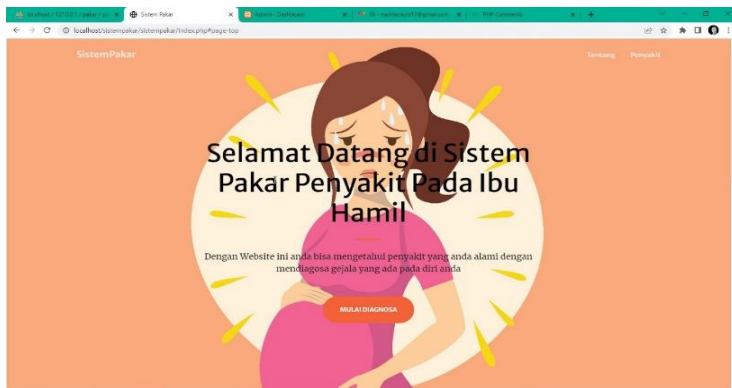 Sistem Pakar
localhost/sistempakar/sistempakar/index.php#page-top
SistemPakar
Tentang
Penyakit
Selamat Datang di Sistem
Pakar Penyakit Pada Ibu
Hamil
Dengan Website ini anda bisa mengetahui penyakit yang anda alami dengan
mendiagosa gejala yang ada pada diri anda
MULAI DIAGNOSA